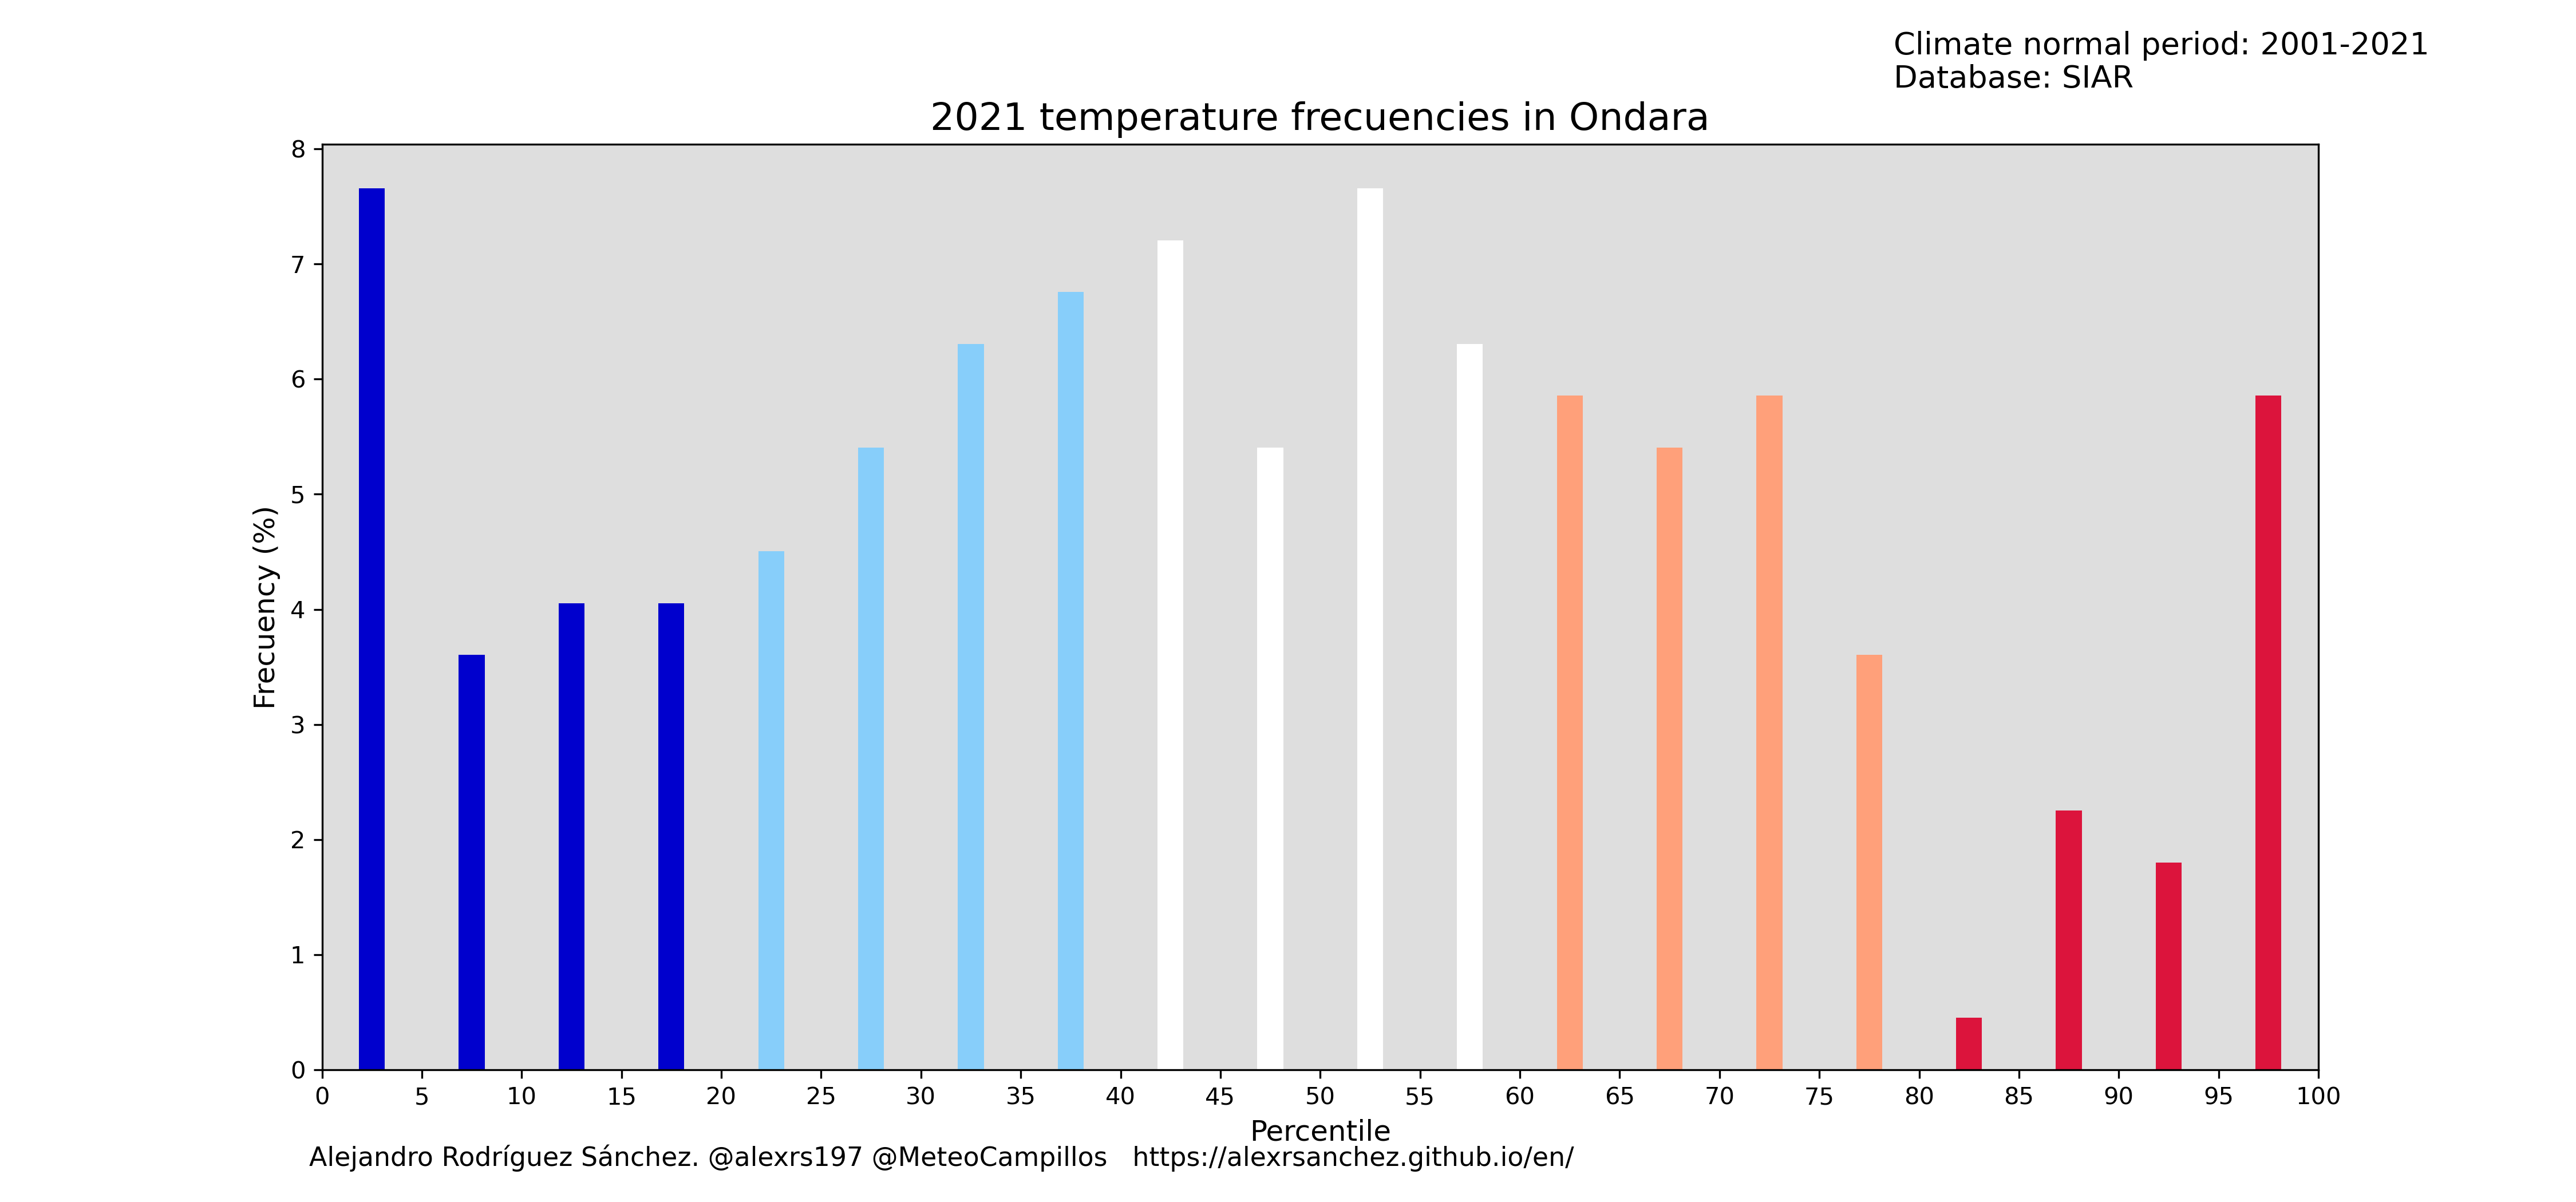 Climate normal period: 2001-2021
Database: SIAR
2021 temperature frecuencies in Ondara
8
7
6
5
4
3
2
1
0
Frecuency (%)
0 5 10 15 20 25 30 35 40 45 50 55 60 65 70 75 80 85 90 95 100
Percentile
Alejandro Rodríguez Sánchez. @alexrs197 @MeteoCampillos https://alexrsanchez.github.io/en/